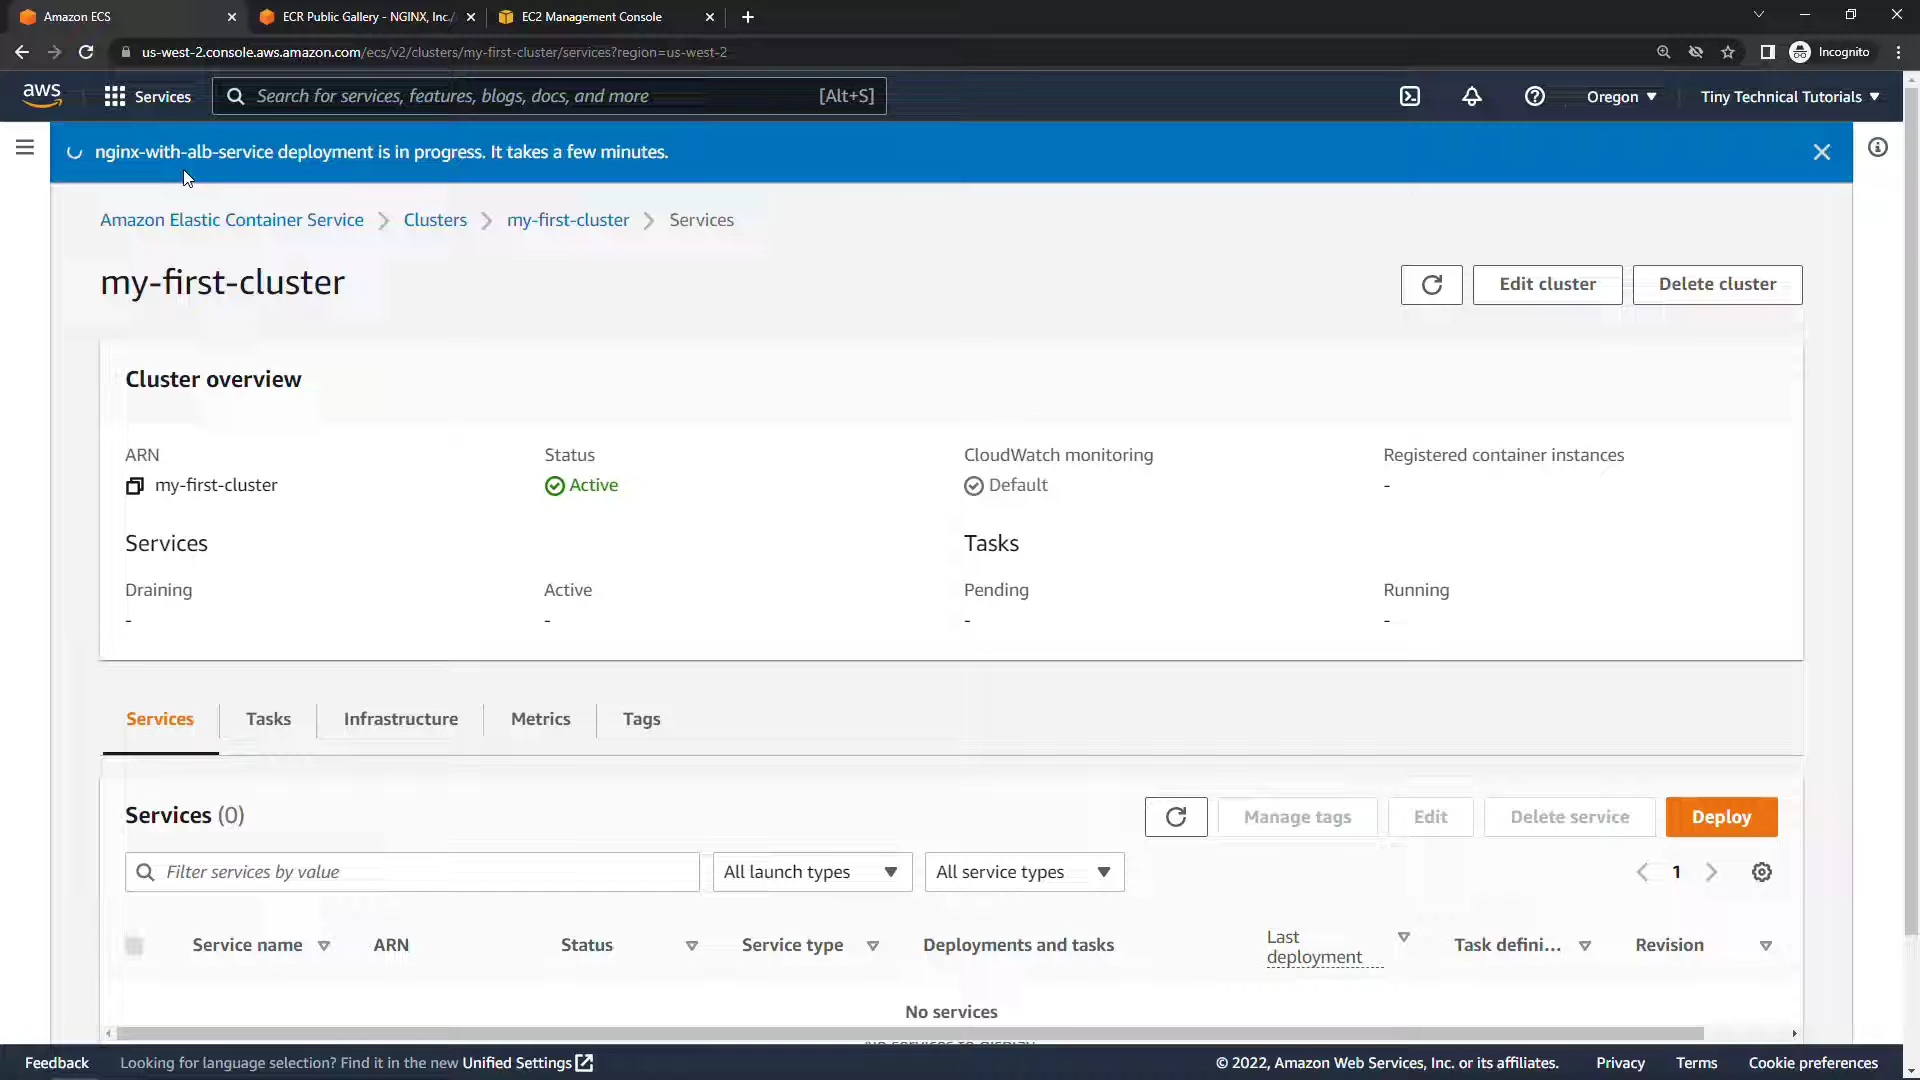 Amazon ECS
ECR Public Gallery - NGINX, Inc./
EC2 Management Console
us-west-2.console.aws.amazon.com/ecs/v2/clusters/my-first-cluster/services?region=us-west-2
Incognito
aws
Services
Search for services, features, blogs, docs, and more
[Alt+S]
Oregon
Tiny Technical Tutorials
nginx-with-alb-service deployment is in progress. It takes a few minutes.
Amazon Elastic Container Service
Clusters
my-first-cluster
Services
my-first-cluster
Edit cluster
Delete cluster
Cluster overview
ARN
Status
CloudWatch monitoring
Registered container instances
my-first-cluster
Active
Default
-
Services
Tasks
Draining
Active
Pending
Running
-
-
-
-
Services
Tasks
Infrastructure
Metrics
Tags
Services (0)
Manage tags
Edit
Delete service
Deploy
Filter services by value
All launch types
All service types
1
Service name
ARN
Status
Service type
Deployments and tasks
Last
deployment
Task defini...
Revision
No services
No services to display
Feedback
Looking for language selection? Find it in the new Unified Settings
© 2022, Amazon Web Services, Inc. or its affiliates.
Privacy
Terms
Cookie preferences